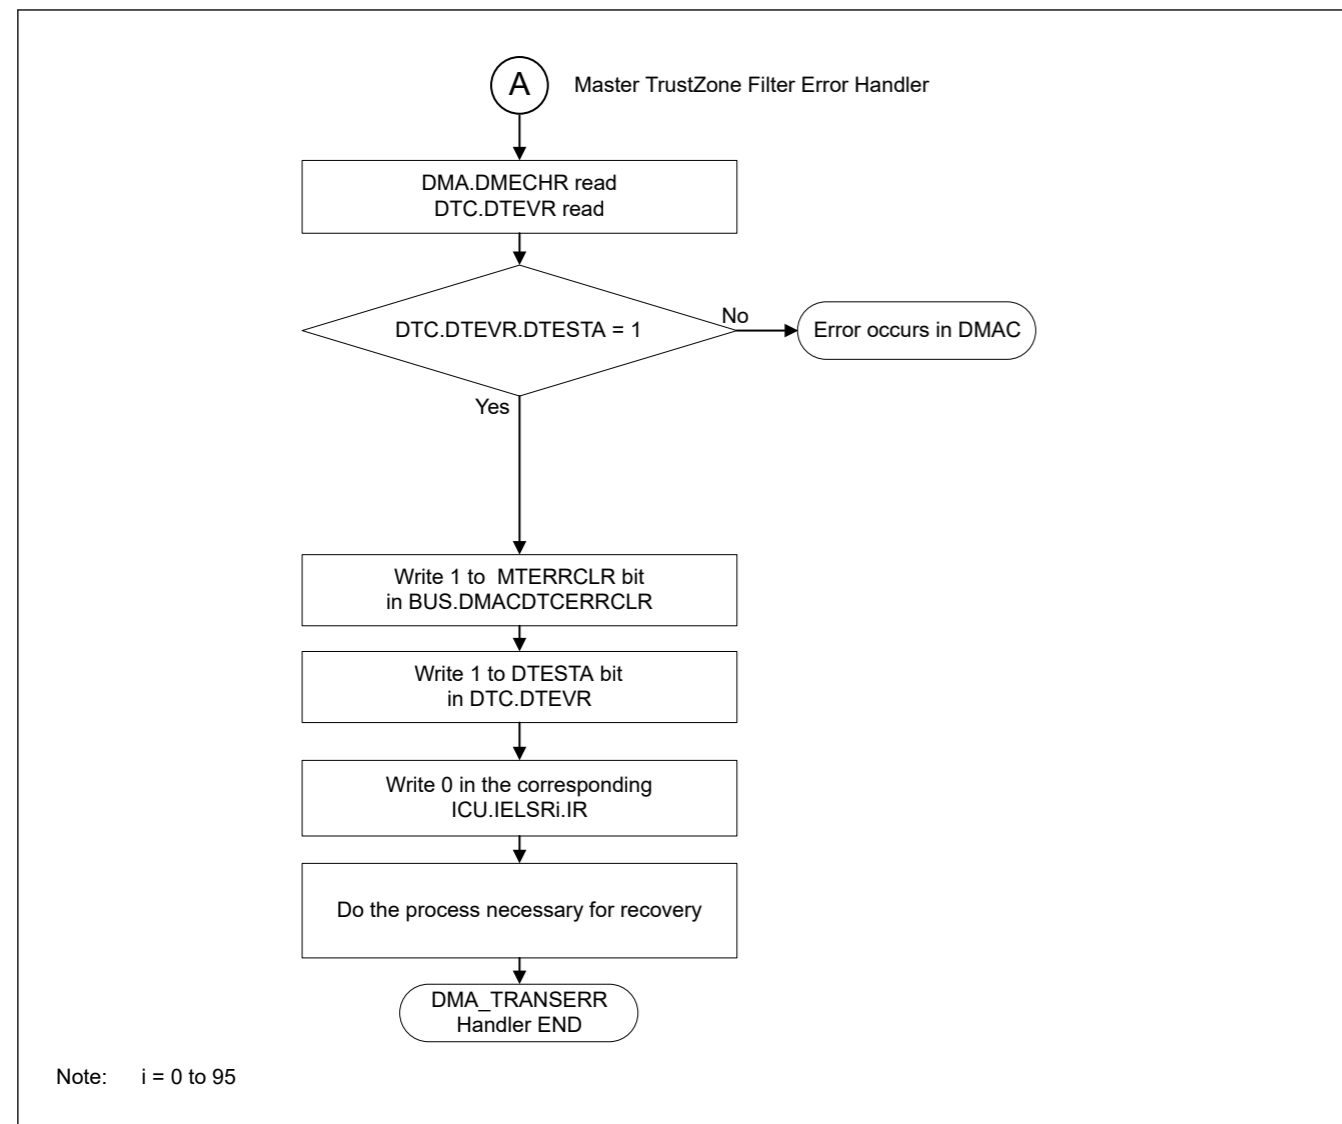 A
Master TrustZone Filter Error Handler
DMA.DMECHR read
DTC.DTEVR read
DTC.DTEVR.DTESTA = 1
No
Error occurs in DMAC
Yes
Write 1 to  MTERRCLR bit
in BUS.DMACDTCERRCLR
Write 1 to DTESTA bit
in DTC.DTEVR
Write 0 in the corresponding
ICU.IELSRi.IR
Do the process necessary for recovery
DMA_TRANSERR
Handler END
Note: i = 0 to 95